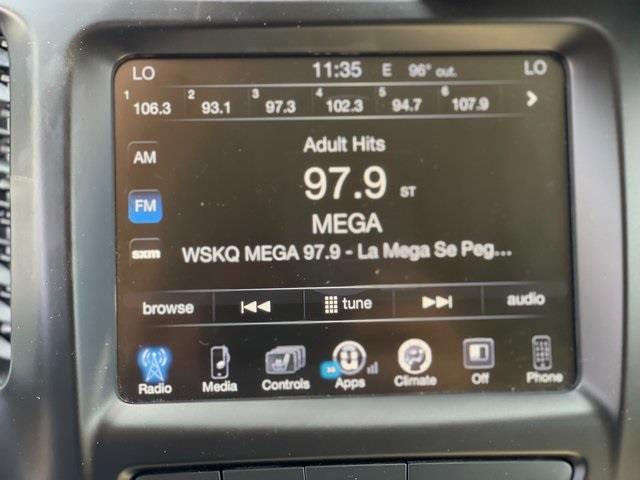 LO 11:35 E 96° out. LO
1 106.3 2 93.1 3 97.3 4 102.3 5 94.7 6 107.9
Adult Hits
AM
97.9 ST
FM
MEGA
sxm
WSKQ MEGA 97.9 - La Mega Se Peg...
browse tune audio
Radio Media Controls Apps Climate Off Phone